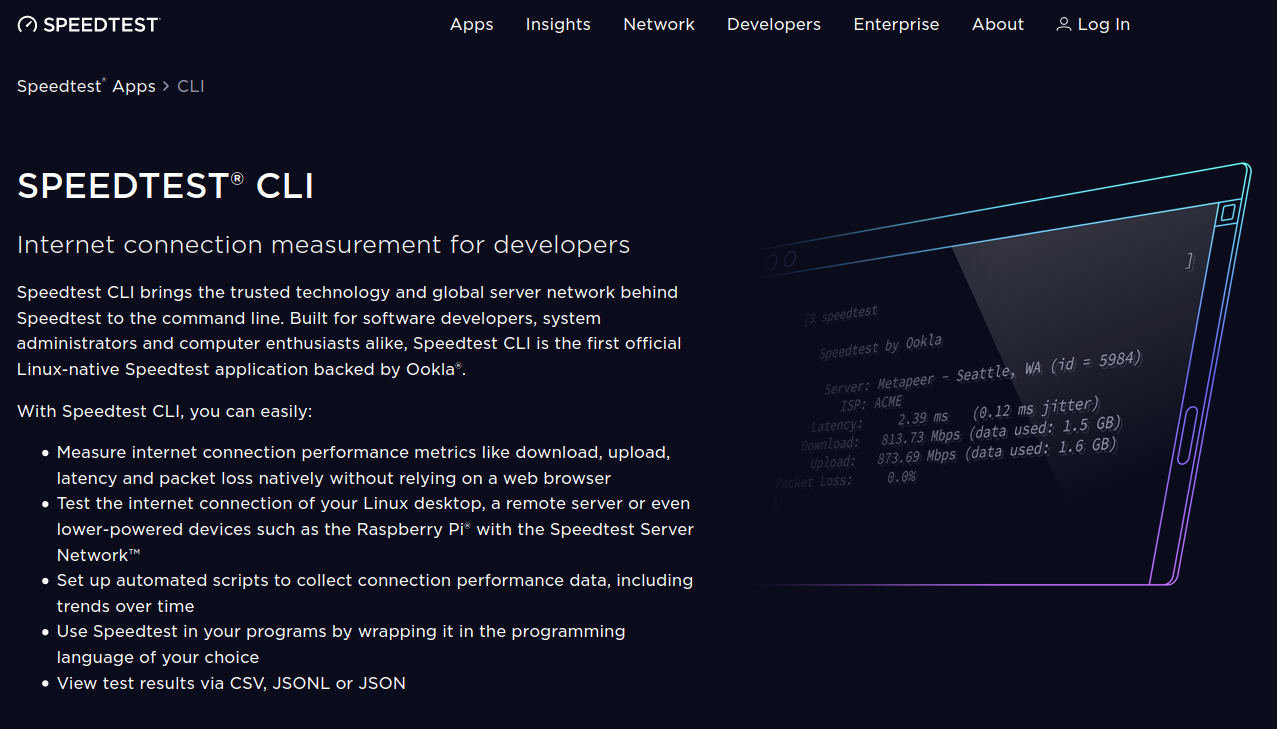 SPEEDTEST
Apps
Insights
Network
Developers
Enterprise
About
Log In
Speedtest® Apps > CLI
SPEEDTEST® CLI
Internet connection measurement for developers
Speedtest CLI brings the trusted technology and global server network behind
Speedtest to the command line. Built for software developers, system
administrators and computer enthusiasts alike, Speedtest CLI is the first official
Linux-native Speedtest application backed by Ookla®.
With Speedtest CLI, you can easily:
• Measure internet connection performance metrics like download, upload,
latency and packet loss natively without relying on a web browser
• Test the internet connection of your Linux desktop, a remote server or even
lower-powered devices such as the Raspberry Pi® with the Speedtest Server
Network™
• Set up automated scripts to collect connection performance data, including
trends over time
• Use Speedtest in your programs by wrapping it in the programming
language of your choice
• View test results via CSV, JSONL or JSON
]
[$ speedtest
Speedtest by Ookla
Server: Metapeer - Seattle, WA (id = 5984)
ISP: ACME
Latency: 2.39 ms (0.12 ms jitter)
Download: 813.73 Mbps (data used: 1.5 GB)
Upload: 873.69 Mbps (data used: 1.6 GB)
Packet Loss: 0.0%